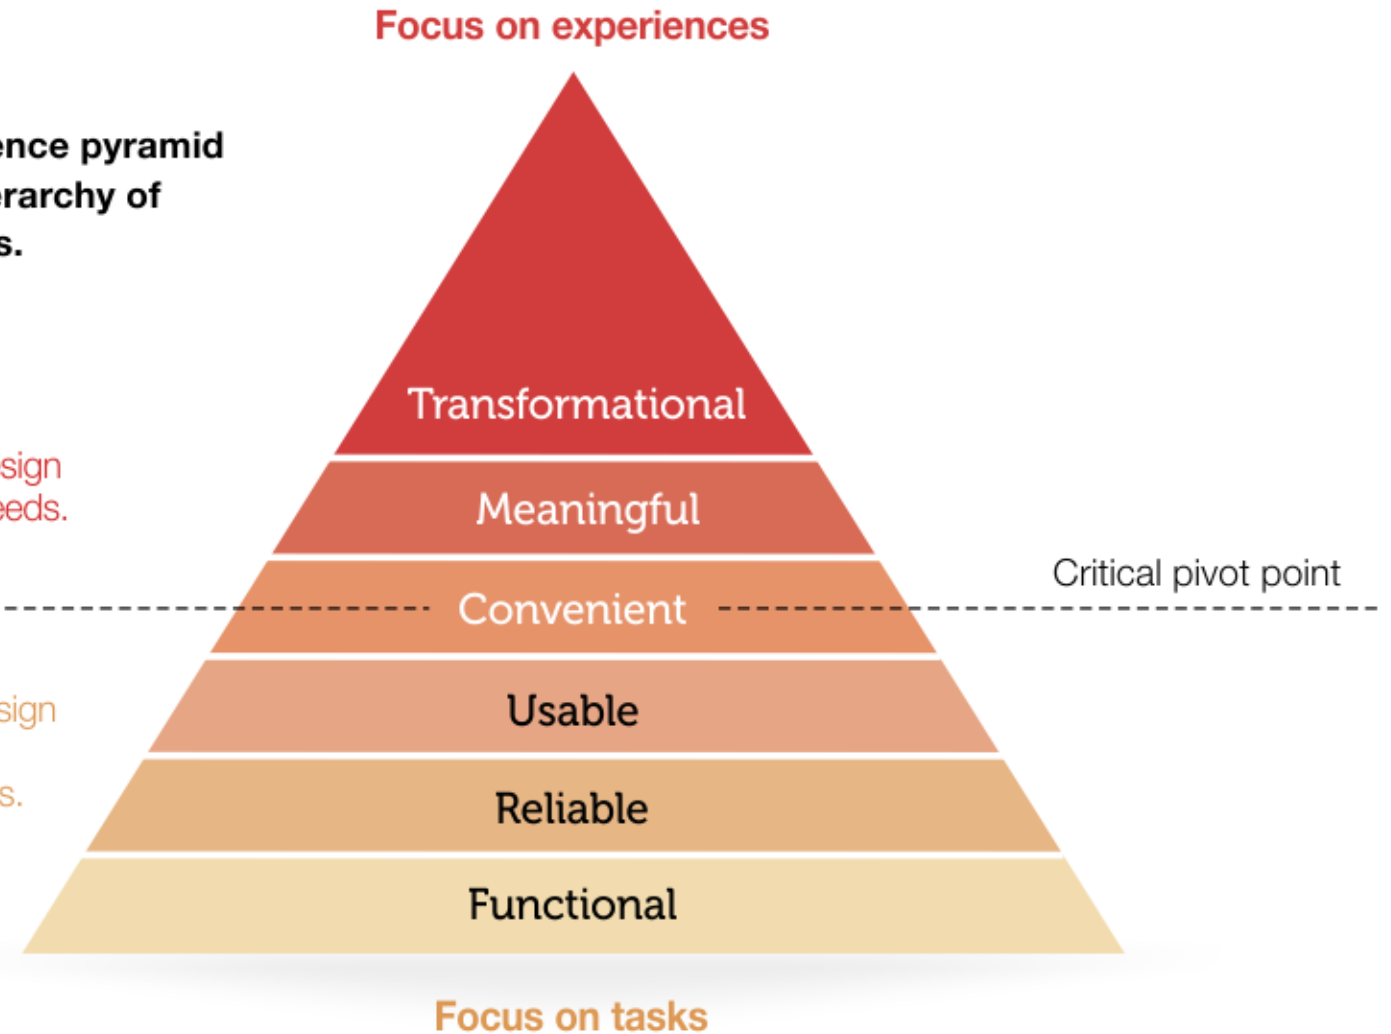 Focus on experiences
ence pyramid
erarchy of
s.
Transformational
sign
eeds.
Meaningful
Critical pivot point
Convenient
Usable
sign
s.
Reliable
Functional
Focus on tasks